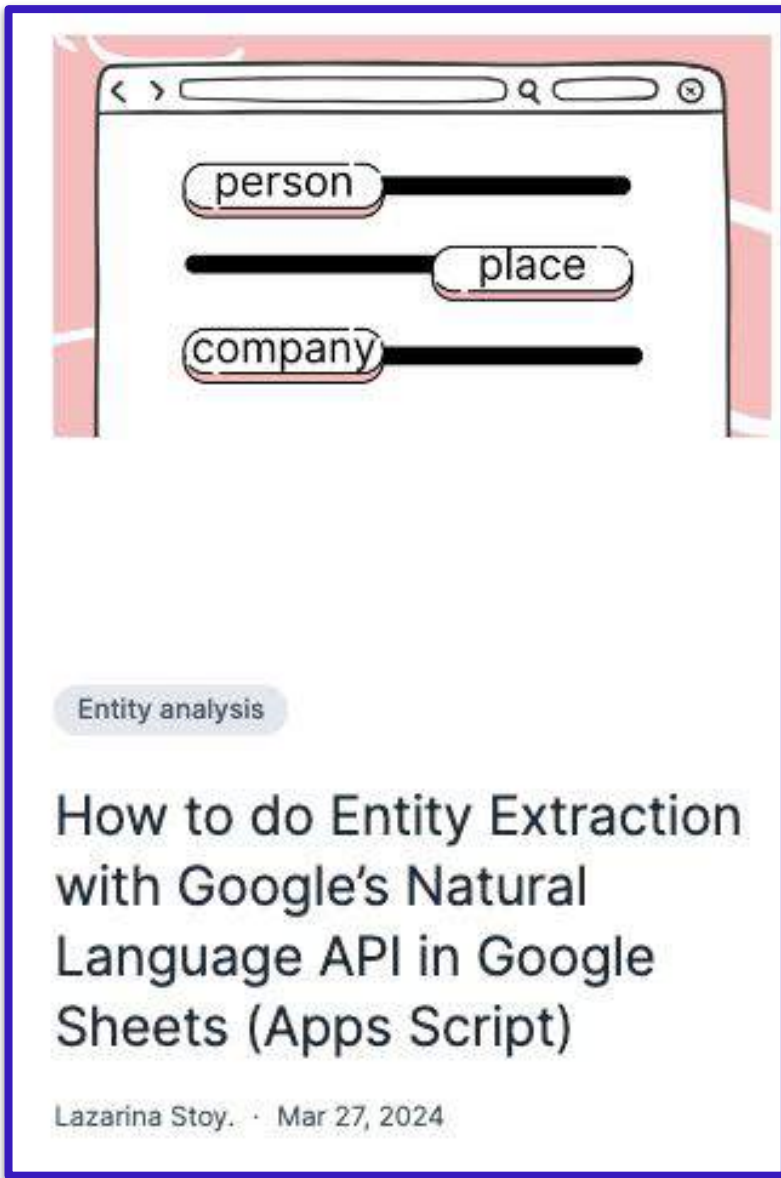 person
place
company
Entity analysis
How to do Entity Extraction
with Google’s Natural
Language API in Google
Sheets (Apps Script)
Lazarina Stoy. · Mar 27, 2024